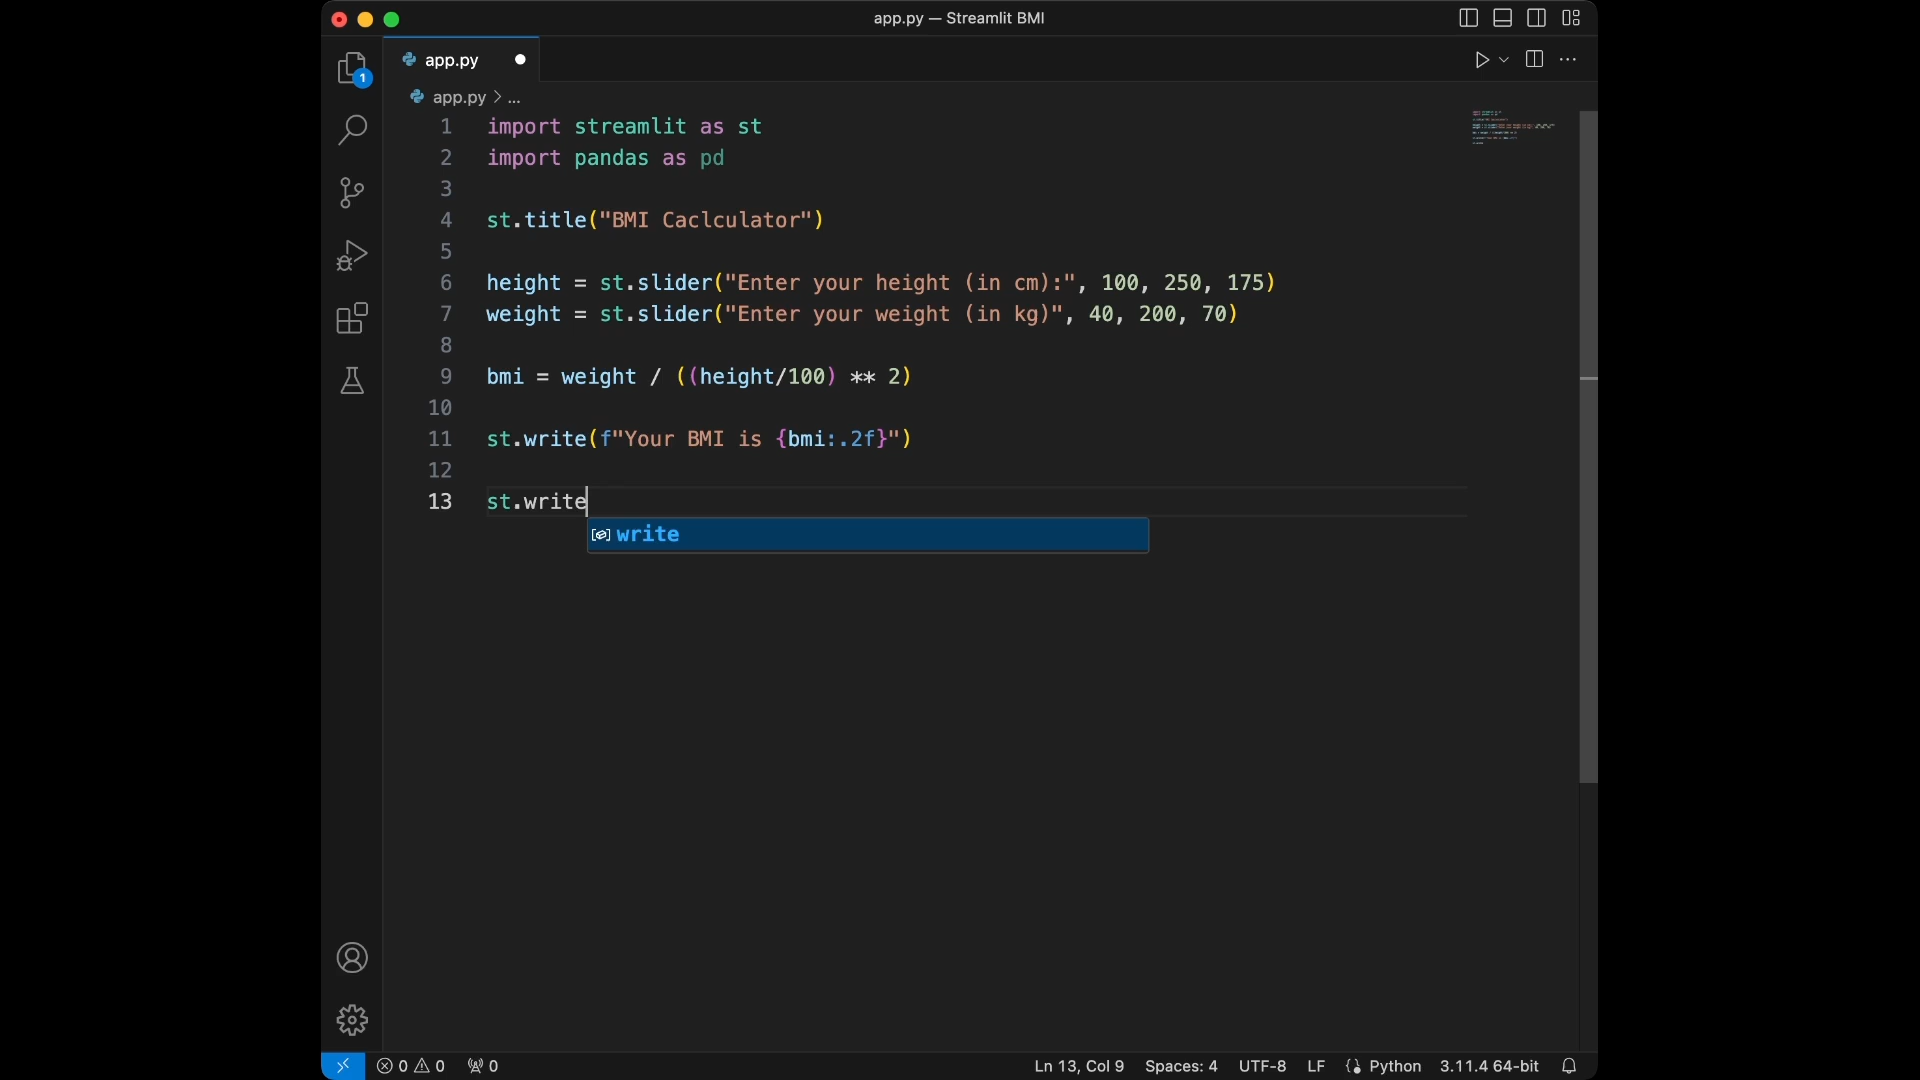 app.py — Streamlit BMI
1
app.py
app.py > ...
1 import streamlit as st
2 import pandas as pd
3
4 st.title("BMI Caclculator")
5
6 height = st.slider("Enter your height (in cm):", 100, 250, 175)
7 weight = st.slider("Enter your weight (in kg)", 40, 200, 70)
8
9 bmi = weight / ((height/100) ** 2)
10
11 st.write(f"Your BMI is {bmi:.2f}")
12
13 st.write
write
0 0 0 Ln 13, Col 9 Spaces: 4 UTF-8 LF Python 3.11.4 64-bit